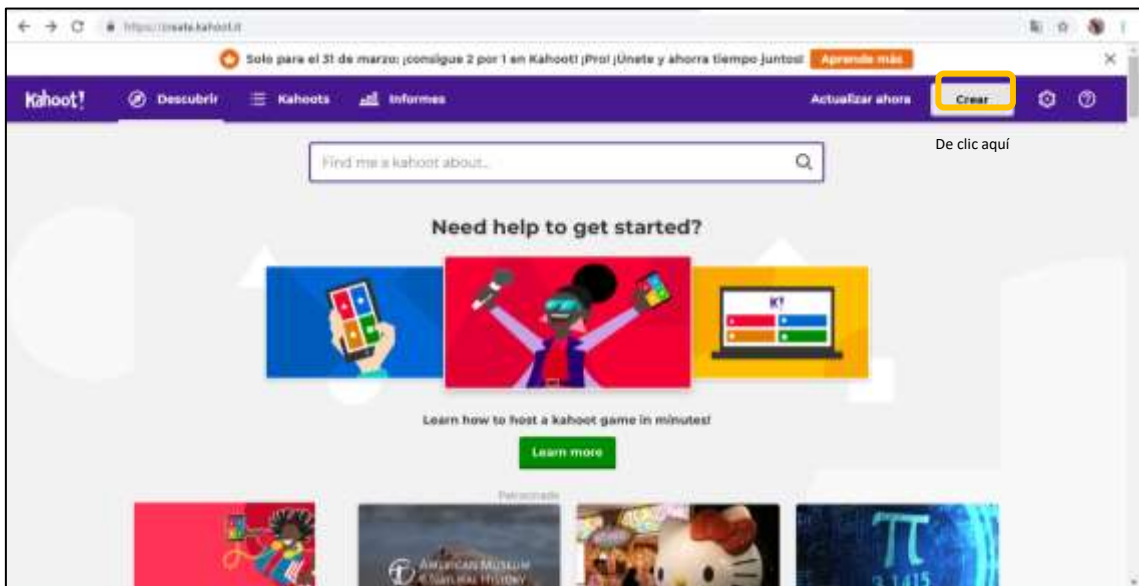 https://create.kahoot.it
Solo para el 31 de marzo: ¡consigue 2 por 1 en Kahoot! ¡Pro! ¡Únete y ahorra tiempo juntos! Aprende más
Kahoot! Descubrir Kahoots Informes Actualizar ahora Crear
De clic aquí
Find me a kahoot about...
Need help to get started?
K!
Learn how to host a kahoot game in minutes!
Learn more
Patrocinado
AMERICAN MUSEUM
OF NATURAL HISTORY
π
3.1415